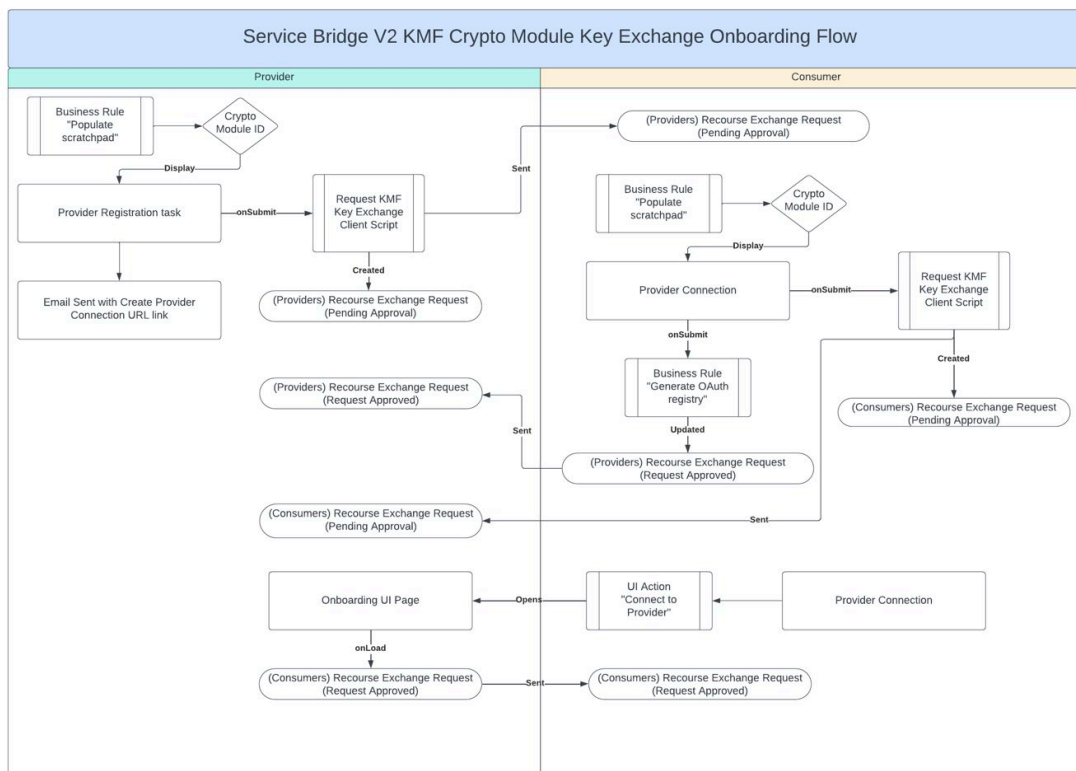 Service Bridge V2 KMF Crypto Module Key Exchange Onboarding Flow
Provider
Consumer
Business Rule
"Populate
scratchpad"
Crypto
Module ID
Display
Provider Registration task
onSubmit
Request KMF
Key Exchange
Client Script
Sent
(Providers) Recourse Exchange Request
(Pending Approval)
Created
(Providers) Recourse Exchange Request
(Pending Approval)
Email Sent with Create Provider
Connection URL link
Business Rule
"Populate
scratchpad"
Crypto
Module ID
Display
Provider Connection
onSubmit
Request KMF
Key Exchange
Client Script
onSubmit
Created
Business Rule
"Generate OAuth
registry"
(Consumers) Recourse Exchange Request
(Pending Approval)
Updated
(Providers) Recourse Exchange Request
(Request Approved)
Sent
(Providers) Recourse Exchange Request
(Request Approved)
Sent
(Consumers) Recourse Exchange Request
(Pending Approval)
Provider Connection
UI Action
"Connect to
Provider"
Opens
Onboarding UI Page
onLoad
(Consumers) Recourse Exchange Request
(Request Approved)
Sent
(Consumers) Recourse Exchange Request
(Request Approved)